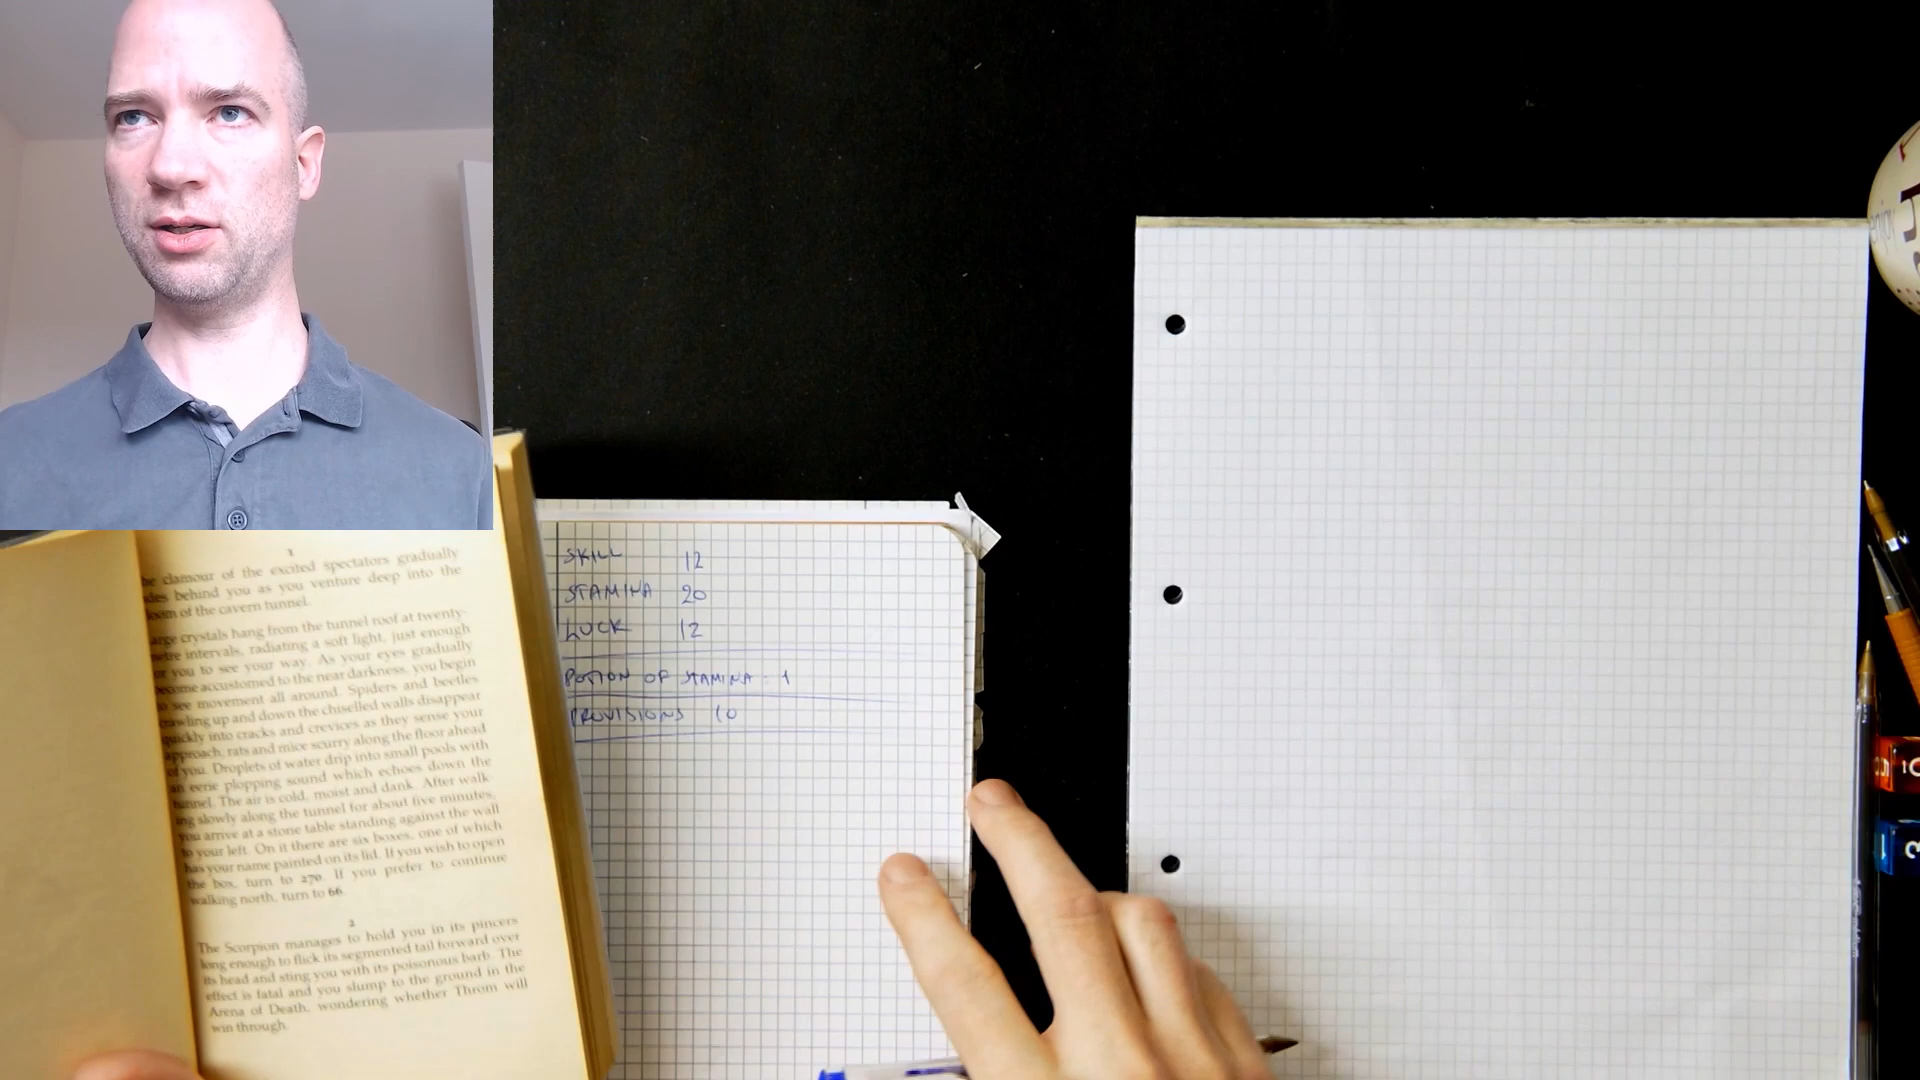 1
he clamour of the excited spectators gradually
des behind you as you venture deep into the
oom of the cavern tunnel.
arge crystals hang from the tunnel roof at twenty-
etre intervals, radiating a soft light, just enough
or you to see your way. As your eyes gradually
become accustomed to the near darkness, you begin
to see movement all around. Spiders and beetles
crawling up and down the chiselled walls disappear
quickly into cracks and crevices as they sense your
approach; rats and mice scurry along the floor ahead
of you. Droplets of water drip into small pools with
an eerie plopping sound which echoes down the
tunnel. The air is cold, moist and dank. After walk-
ing slowly along the tunnel for about five minutes,
you arrive at a stone table standing against the wall
to your left. On it there are six boxes, one of which
has your name painted on its lid. If you wish to open
the box, turn to 270. If you prefer to continue
walking north, turn to 66.
2
The Scorpion manages to hold you in its pincers
long enough to flick its segmented tail forward over
its head and sting you with its poisonous barb. The
effect is fatal and you slump to the ground in the
Arena of Death, wondering whether Throm will
win through.
SKILL 12
STAMINA 20
LUCK 12
POTION OF STAMINA : 1
PROVISIONS 10
enjoy